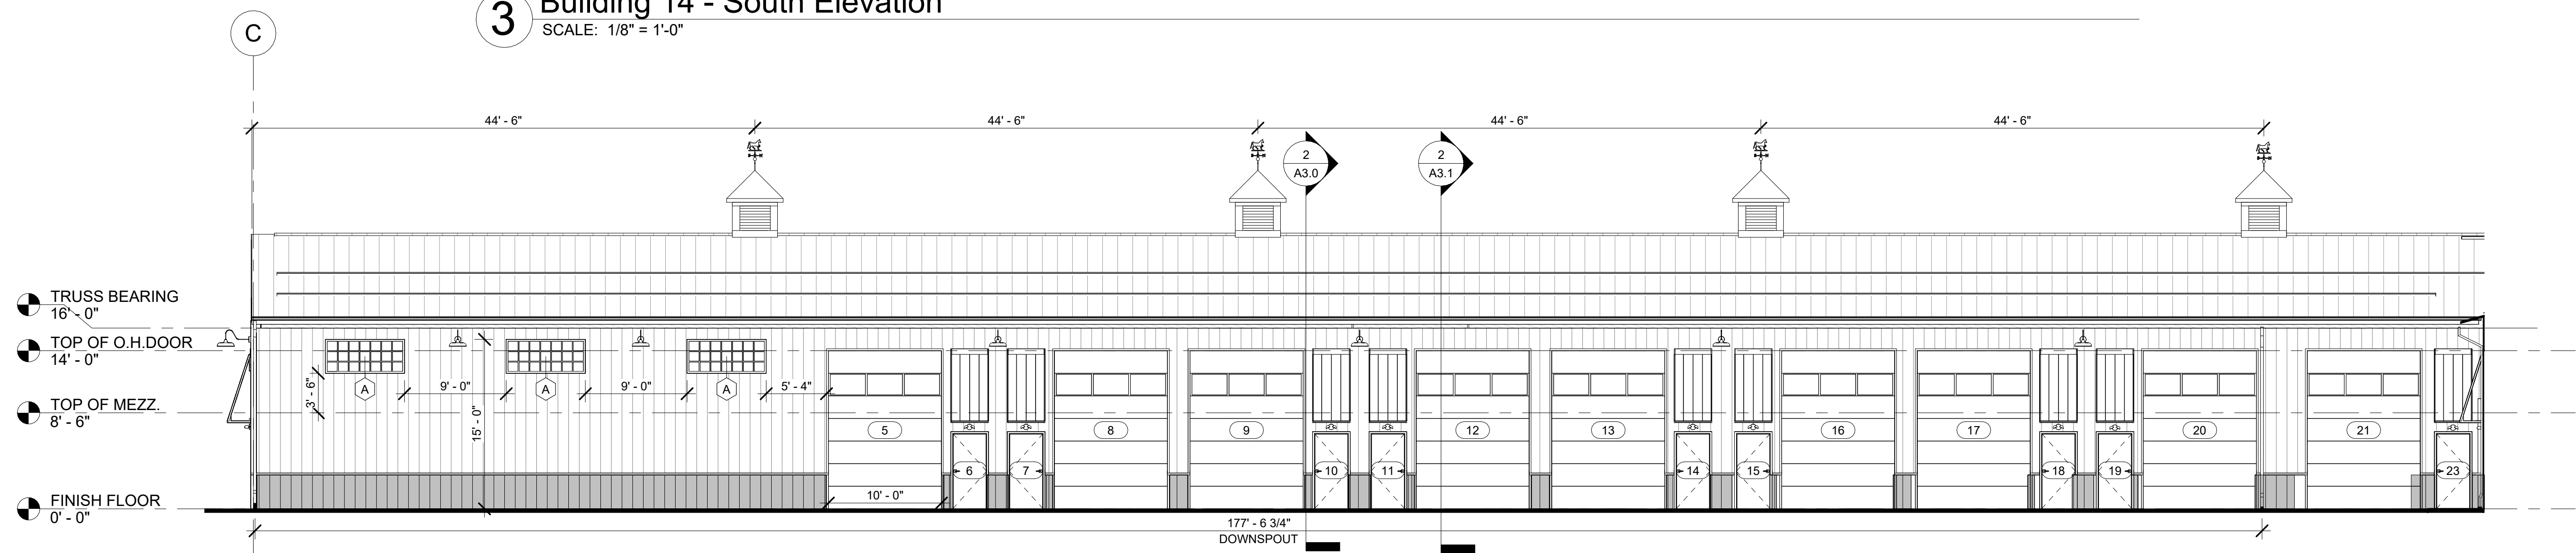 3 Building 14 - South Elevation
SCALE: 1/8" = 1'-0"
C
44' - 6" 44' - 6" 44' - 6" 44' - 6"
2 2
A3.0 A3.1
TRUSS BEARING
16' - 0"
TOP OF O.H.DOOR
14' - 0"
TOP OF MEZZ.
8' - 6"
FINISH FLOOR
0' - 0"
3' - 6"
A 9' - 0" A 9' - 0" A 5' - 4"
15' - 0"
5 8 9 12 13 16 17 20 21
6 7 10 11 14 15 18 19 23
10' - 0"
177' - 6 3/4"
DOWNSPOUT